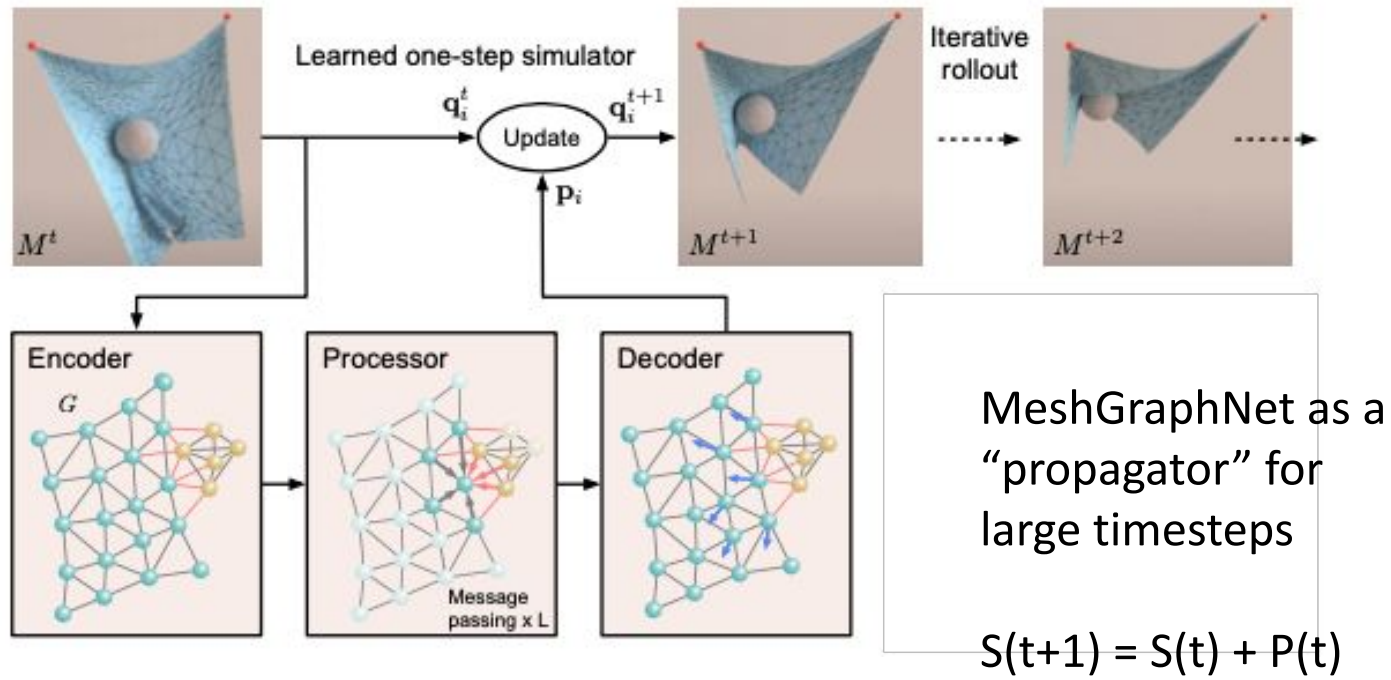 Learned one-step simulator
Iterative
rollout
q_i^t
Update
q_i^{t+1}
p_i
M^t
M^{t+1}
M^{t+2}
Encoder
G
Processor
Message
passing x L
Decoder
MeshGraphNet as a
“propagator” for
large timesteps
S(t+1) = S(t) + P(t)